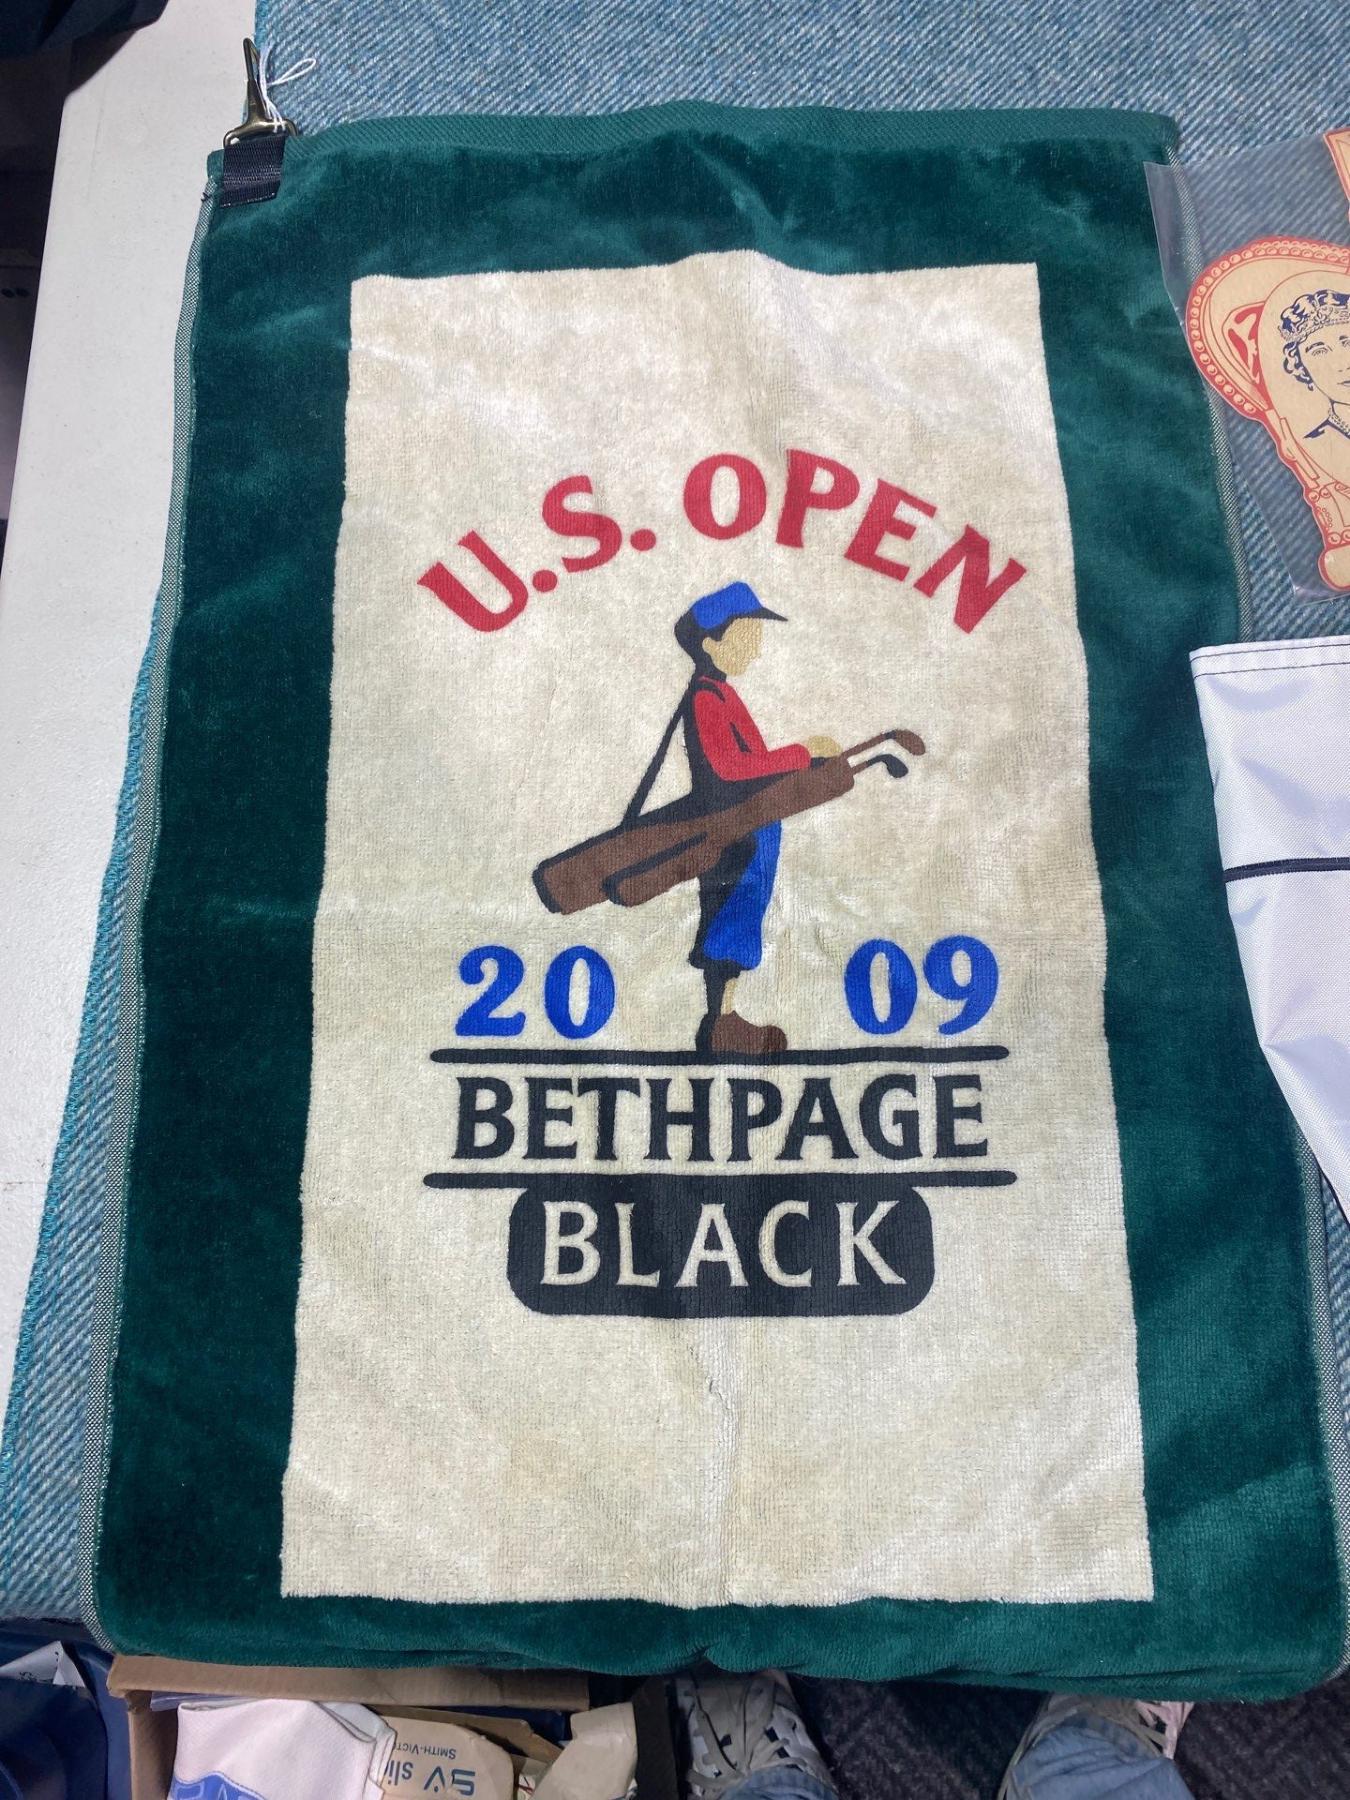 U.S. OPEN
20 09
BETHPAGE
BLACK